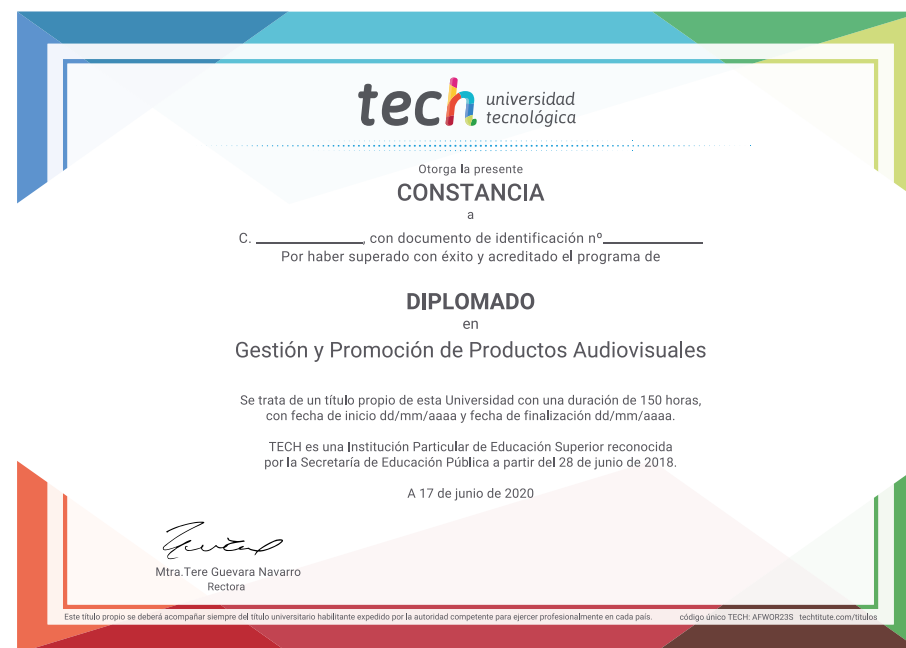 tech universidad
tecnológica
Otorga la presente
CONSTANCIA
a
C. ______________, con documento de identificación nº_____________
Por haber superado con éxito y acreditado el programa de
DIPLOMADO
en
Gestión y Promoción de Productos Audiovisuales
Se trata de un título propio de esta Universidad con una duración de 150 horas,
con fecha de inicio dd/mm/aaaa y fecha de finalización dd/mm/aaaa.
TECH es una Institución Particular de Educación Superior reconocida
por la Secretaría de Educación Pública a partir del 28 de junio de 2018.
A 17 de junio de 2020
Mtra.Tere Guevara Navarro
Rectora
Este título propio se deberá acompañar siempre del título universitario habilitante expedido por la autoridad competente para ejercer profesionalmente en cada país. código único TECH: AFWOR23S techtitute.com/titulos